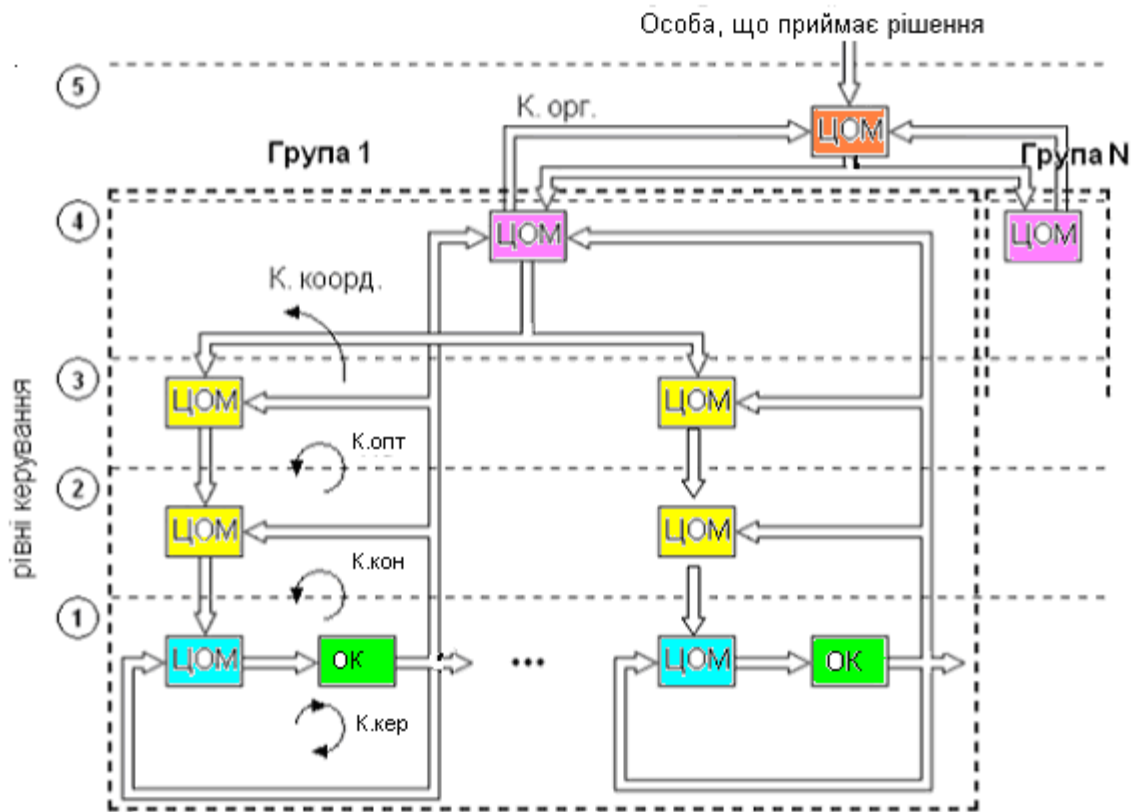 Особа, що приймає рішення
5
К. орг.
ЦОМ
Група 1
Група N
4
ЦОМ
ЦОМ
К. коорд.
3
ЦОМ
ЦОМ
К.опт
2
ЦОМ
ЦОМ
К.кон
1
ЦОМ
ОК
...
ЦОМ
ОК
К.кер
рівні керування